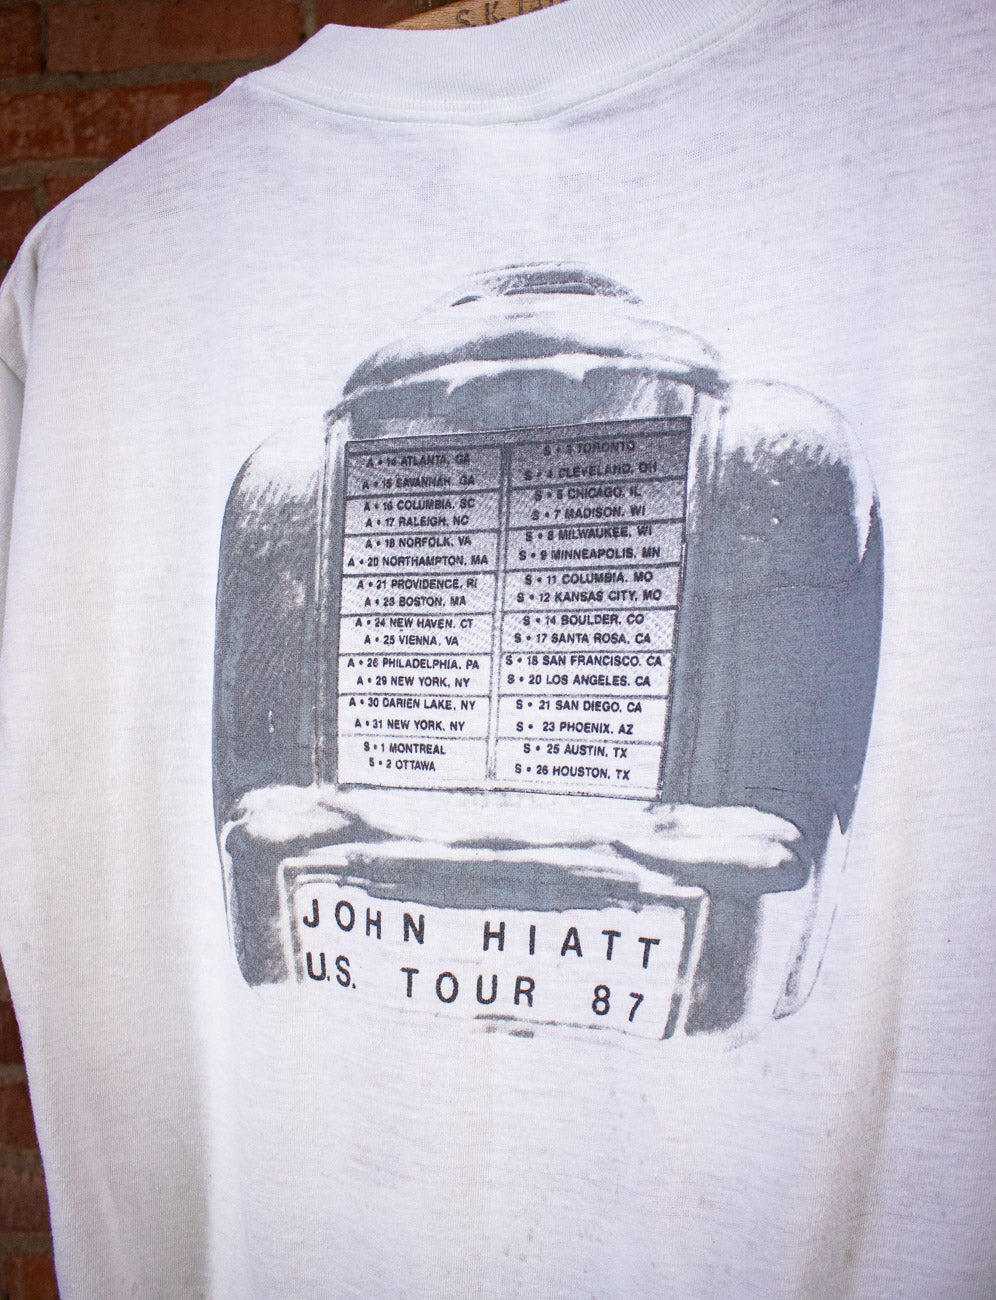 S.K.
A • 14 ATLANTA, GA
A • 15 SAVANNAH, GA
A • 16 COLUMBIA, SC
A • 17 RALEIGH, NC
A • 18 NORFOLK, VA
A • 20 NORTHAMPTON, MA
A • 21 PROVIDENCE, RI
A • 23 BOSTON, MA
A • 24 NEW HAVEN, CT
A • 25 VIENNA, VA
A • 26 PHILADELPHIA, PA
A • 29 NEW YORK, NY
A • 30 DARIEN LAKE, NY
A • 31 NEW YORK, NY
S • 1 MONTREAL
S • 2 OTTAWA
S • 3 TORONTO
S • 4 CLEVELAND, OH
S • 5 CHICAGO, IL
S • 7 MADISON, WI
S • 8 MILWAUKEE, WI
S • 9 MINNEAPOLIS, MN
S • 11 COLUMBIA, MO
S • 12 KANSAS CITY, MO
S • 14 BOULDER, CO
S • 17 SANTA ROSA, CA
S • 18 SAN FRANCISCO, CA
S • 20 LOS ANGELES, CA
S • 21 SAN DIEGO, CA
S • 23 PHOENIX, AZ
S • 25 AUSTIN, TX
S • 26 HOUSTON, TX
JOHN HIATT
U.S. TOUR 87